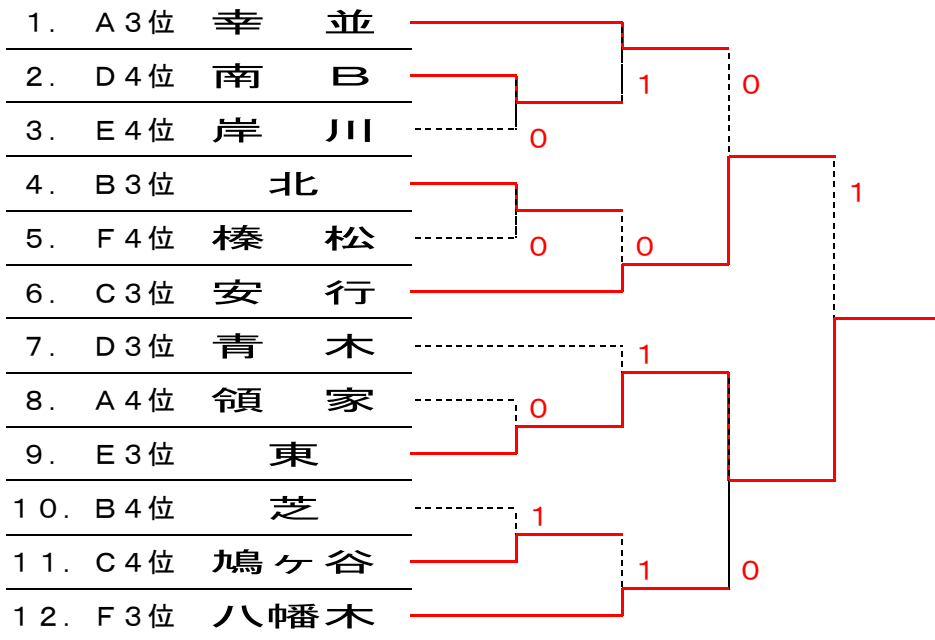 1. A3位 幸 並
2. D4位 南 B
1 0
3. E4位 岸 川
0
4. B3位 北
1
5. F4位 榛 松
0 0
6. C3位 安 行
7. D3位 青 木
1
8. A4位 領 家
0
9. E3位 東
10. B4位 芝
1
11. C4位 鳩ヶ谷
1 0
12. F3位 八幡木